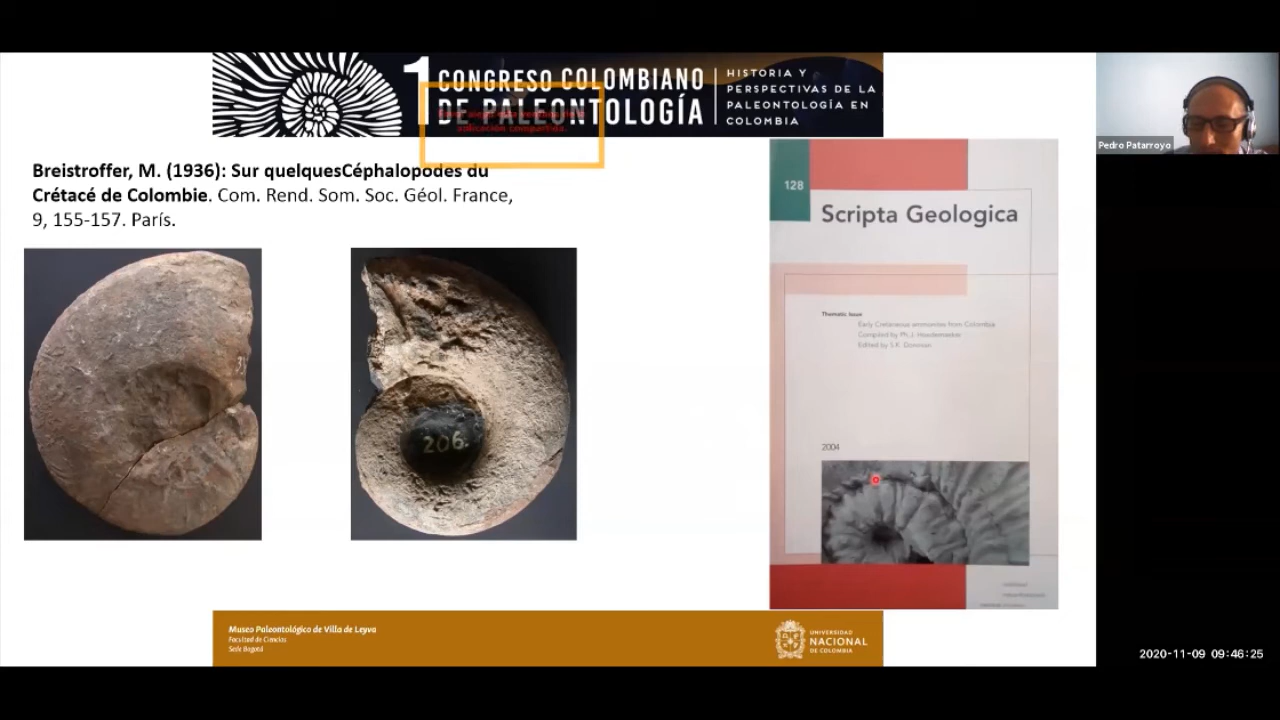 1 CONGRESO COLOMBIANO
DE PALEONTOLOGÍA
HISTORIA Y
PERSPECTIVAS DE LA
PALEONTOLOGÍA EN
COLOMBIA
aplicación compartida.
Pedro Patarroyo
Breistroffer, M. (1936): Sur quelquesCéphalopodes du
Crétacé de Colombie. Com. Rend. Som. Soc. Géol. France,
9, 155-157. París.
206.
128
Scripta Geologica
Thematic Issue
Early Cretaceous ammonites from Colombia
Compiled by Ph.J. Hoedemaeker
Edited by S.K. Donovan
2004
Museo Paleontológico de Villa de Leyva
Facultad de Ciencias
Sede Bogotá
UNIVERSIDAD
NACIONAL
DE COLOMBIA
2020-11-09 09:46:25